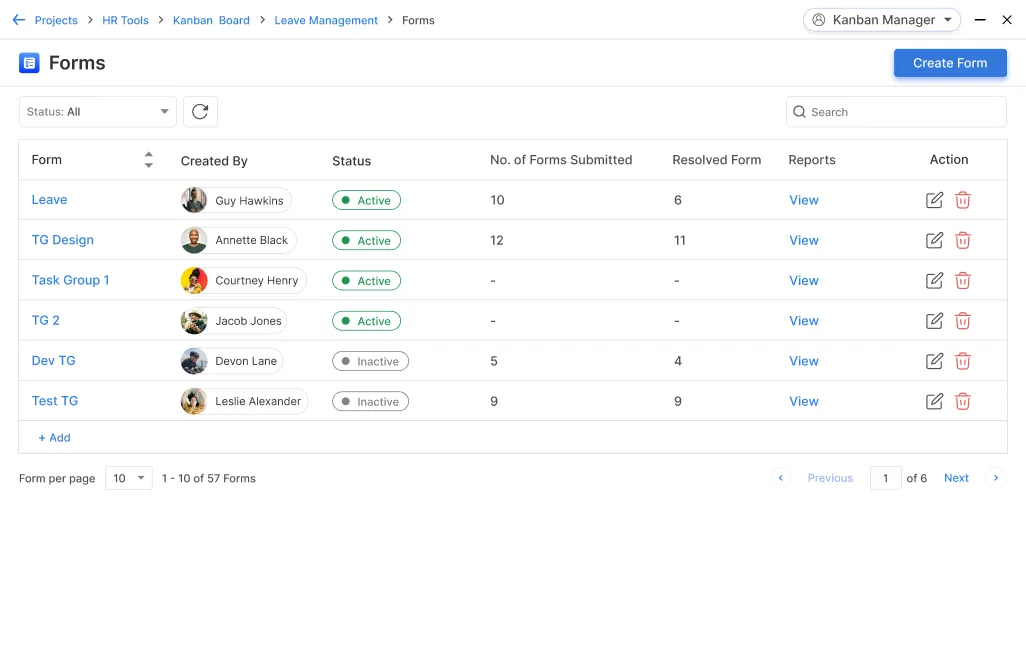 Projects > HR Tools > Kanban Board > Leave Management > Forms Kanban Manager
Forms Create Form
Status: All Search
Form Created By Status No. of Forms Submitted Resolved Form Reports Action
Leave Guy Hawkins Active 10 6 View
TG Design Annette Black Active 12 11 View
Task Group 1 Courtney Henry Active - - View
TG 2 Jacob Jones Active - - View
Dev TG Devon Lane Inactive 5 4 View
Test TG Leslie Alexander Inactive 9 9 View
+ Add
Form per page 10 1 - 10 of 57 Forms < Previous 1 of 6 Next >